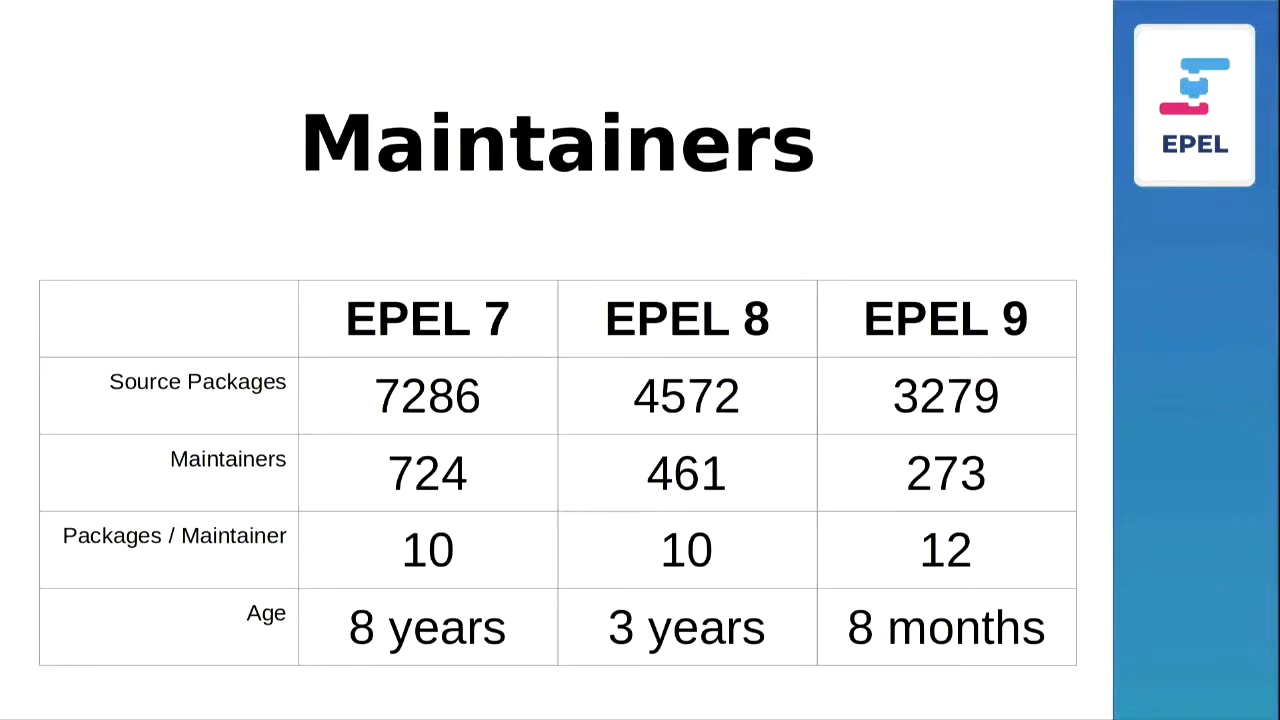 EPEL
Maintainers
EPEL 7 EPEL 8 EPEL 9
Source Packages 7286 4572 3279
Maintainers 724 461 273
Packages / Maintainer 10 10 12
Age 8 years 3 years 8 months